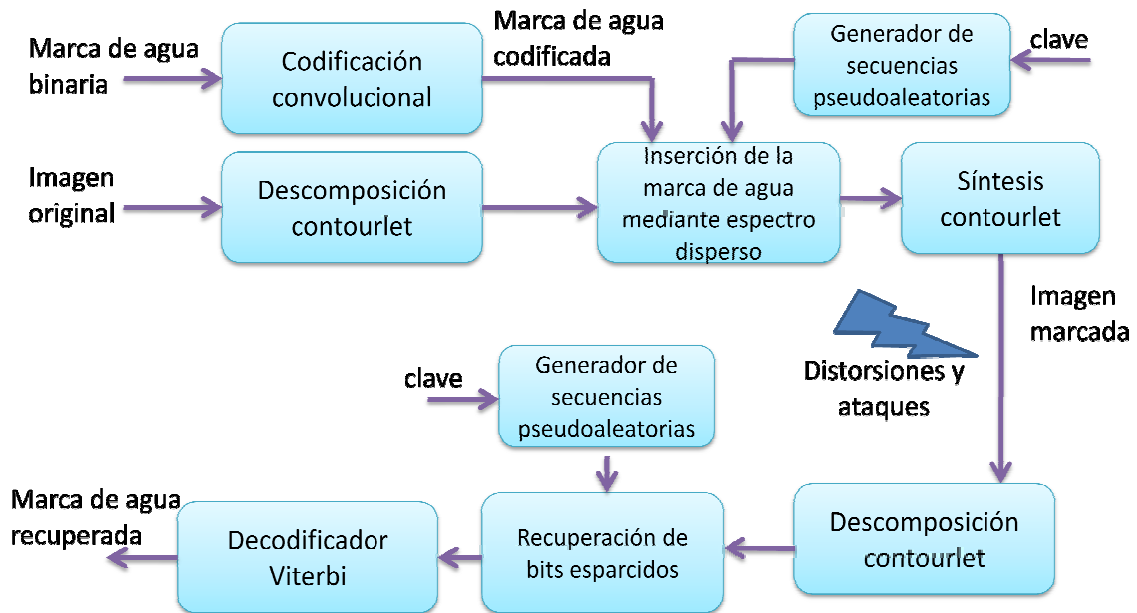 Marca de agua
binaria
Codificación
convolucional
Marca de agua
codificada
Generador de
secuencias
pseudoaleatorias
clave
Imagen
original
Descomposición
contourlet
Inserción de la
marca de agua
mediante espectro
disperso
Síntesis
contourlet
Imagen
marcada
Distorsiones y
ataques
clave
Generador de
secuencias
pseudoaleatorias
Marca de agua
recuperada
Decodificador
Viterbi
Recuperación de
bits esparcidos
Descomposición
contourlet